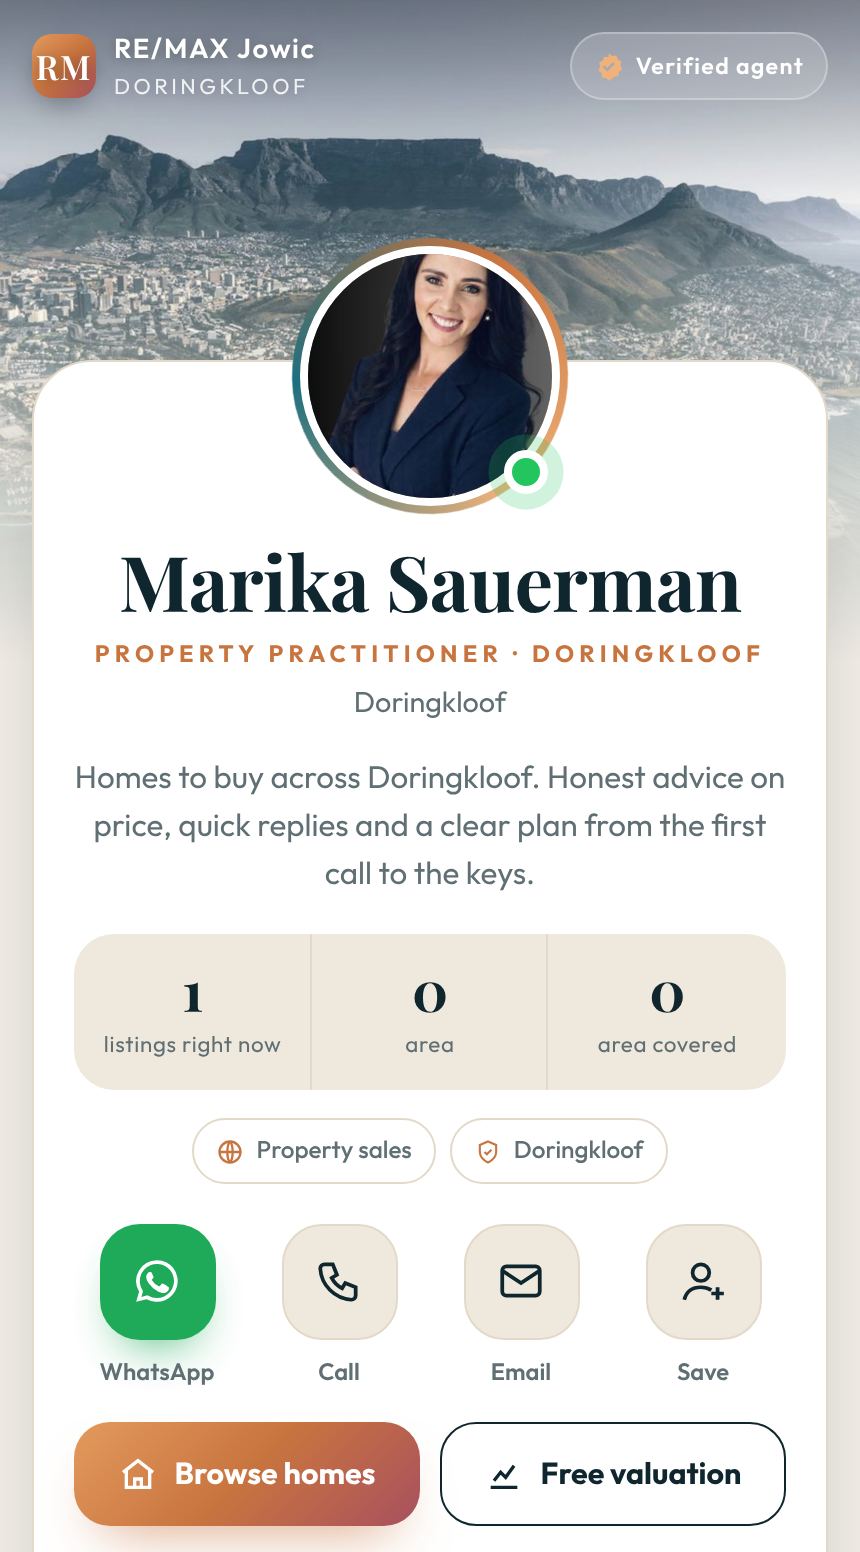 RM
RE/MAX Jowic
DORINGKLOOF
Verified agent
Marika Sauerman
PROPERTY PRACTITIONER · DORINGKLOOF
Doringkloof
Homes to buy across Doringkloof. Honest advice on
price, quick replies and a clear plan from the first
call to the keys.
1
listings right now
0
area
0
area covered
Property sales
Doringkloof
WhatsApp
Call
Email
Save
Browse homes
Free valuation